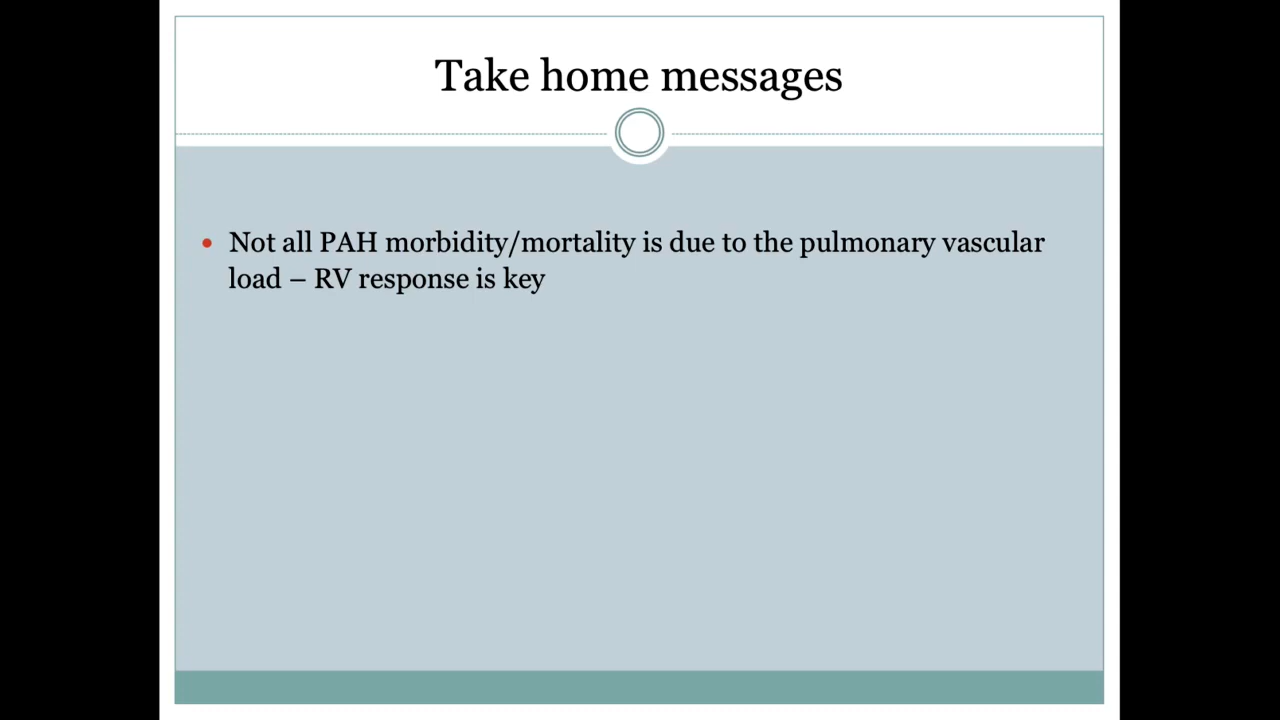 Take home messages
• Not all PAH morbidity/mortality is due to the pulmonary vascular
load – RV response is key